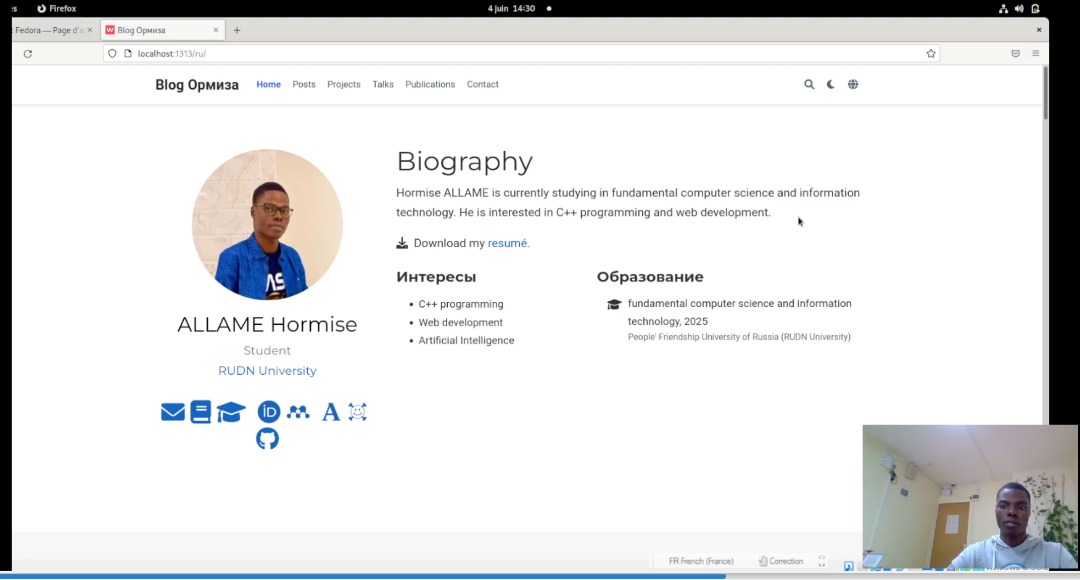 Firefox
4 juin 14:30
Fedora — Page d'a
Blog Ормиза
localhost:1313/ru/
Blog Ормиза
Home Posts Projects Talks Publications Contact
Biography
Hormise ALLAME is currently studying in fundamental computer science and information
technology. He is interested in C++ programming and web development.
Download my resumé.
Интересы
C++ programming
Web development
Artificial Intelligence
Образование
fundamental computer science and information
technology, 2025
People' Friendship University of Russia (RUDN University)
ALLAME Hormise
Student
RUDN University
FR French (France)
Correction